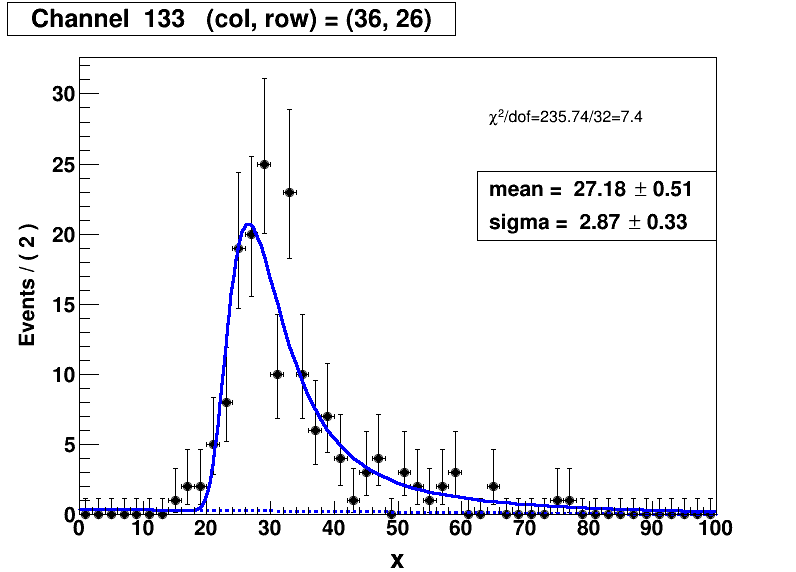 Channel 133 (col, row) = (36, 26)
χ²/dof=235.74/32=7.4
mean = 27.18 ± 0.51
sigma = 2.87 ± 0.33
Events / ( 2 )
30
25
20
15
10
5
0
0 10 20 30 40 50 60 70 80 90 100
x